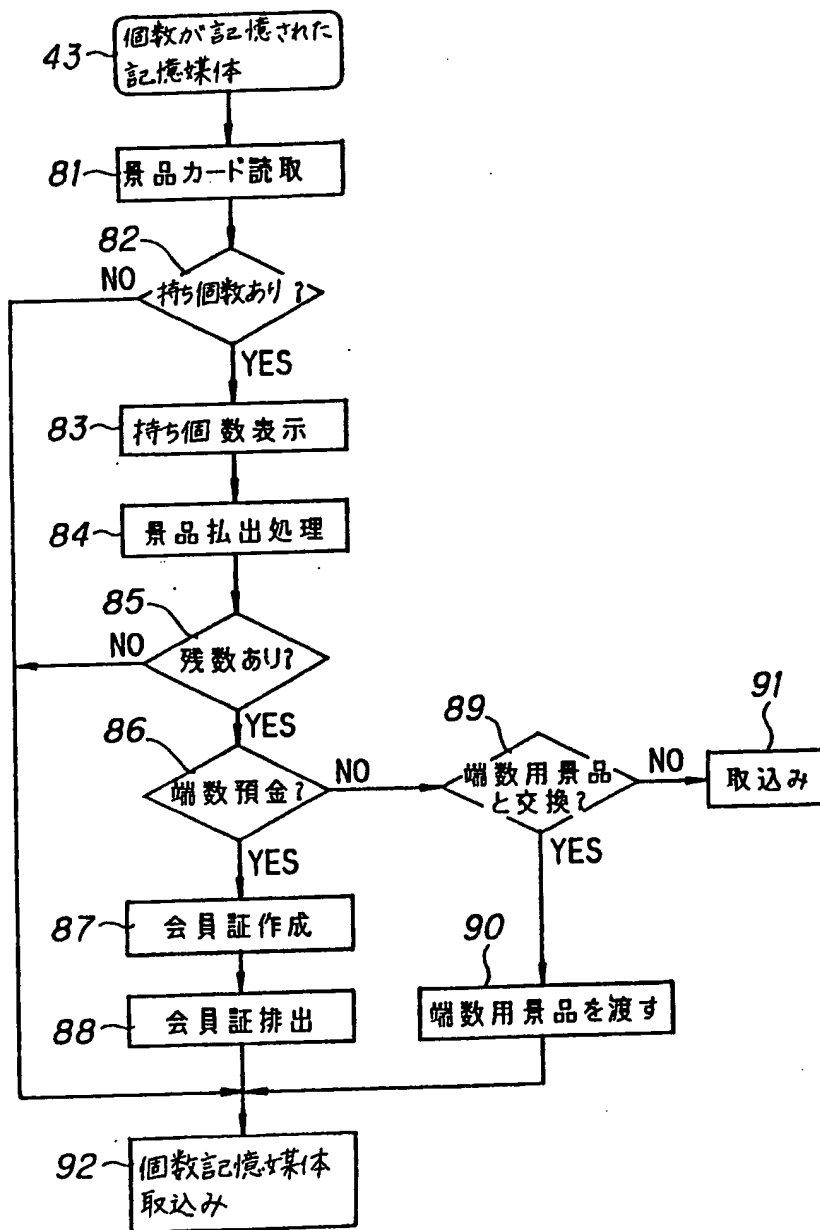 43
個数が記憶された
記憶媒体
81
景品カード読取
82
NO
持ち個数あり?
YES
83
持ち個数表示
84
景品払出処理
85
NO
残数あり?
YES
86
端数預金?
NO
89
端数用景品
と交換?
NO
91
取込み
YES
YES
87
会員証作成
90
端数用景品を渡す
88
会員証排出
92
個数記憶媒体
取込み